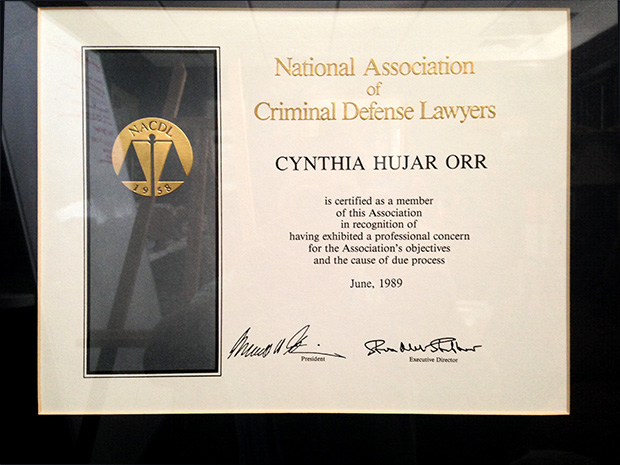 National Association
of
Criminal Defense Lawyers
NACDL
1958
CYNTHIA HUJAR ORR
is certified as a member
of this Association
in recognition of
having exhibited a professional concern
for the Association's objectives
and the cause of due process
June, 1989
President
Executive Director